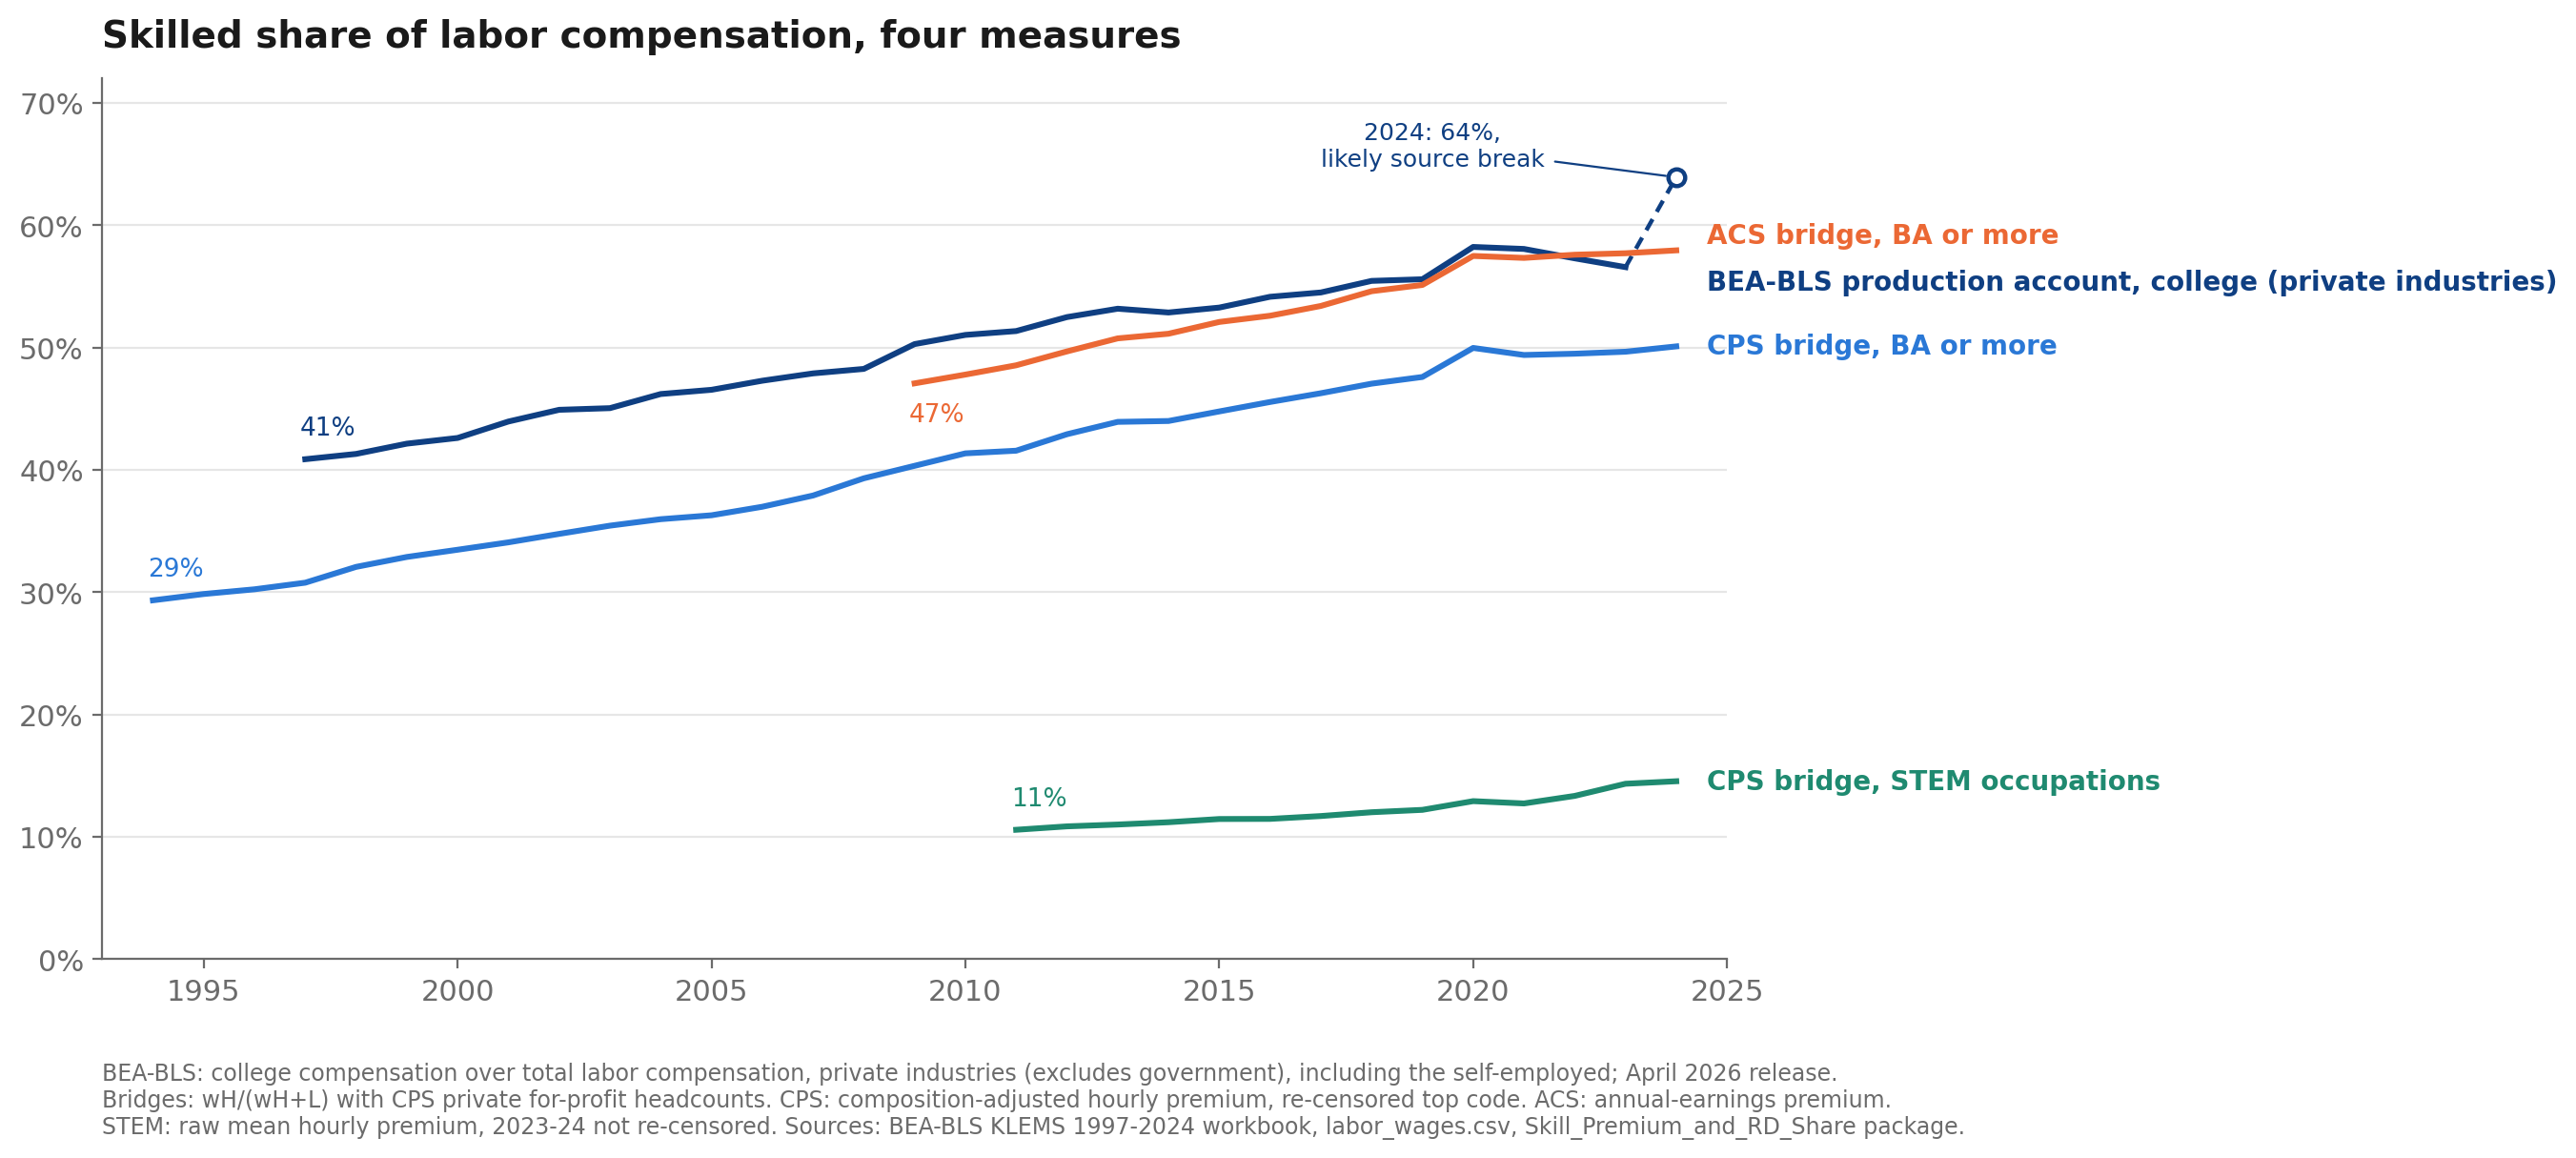 Skilled share of labor compensation, four measures
70%
60%
50%
40%
30%
20%
10%
0%
2024: 64%,
likely source break
ACS bridge, BA or more
BEA-BLS production account, college (private industries)
CPS bridge, BA or more
41%
47%
29%
11%
CPS bridge, STEM occupations
1995
2000
2005
2010
2015
2020
2025
BEA-BLS: college compensation over total labor compensation, private industries (excludes government), including the self-employed; April 2026 release.
Bridges: wH/(wH+L) with CPS private for-profit headcounts. CPS: composition-adjusted hourly premium, re-censored top code. ACS: annual-earnings premium.
STEM: raw mean hourly premium, 2023-24 not re-censored. Sources: BEA-BLS KLEMS 1997-2024 workbook, labor_wages.csv, Skill_Premium_and_RD_Share package.